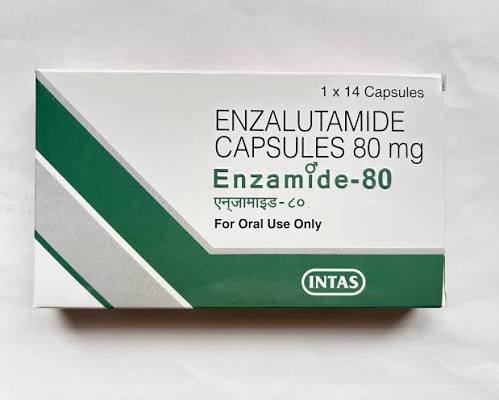 1 x 14 Capsules
ENZALUTAMIDE
CAPSULES 80 mg
Enzamide-80
एन्जामाइड-८०
For Oral Use Only
INTAS